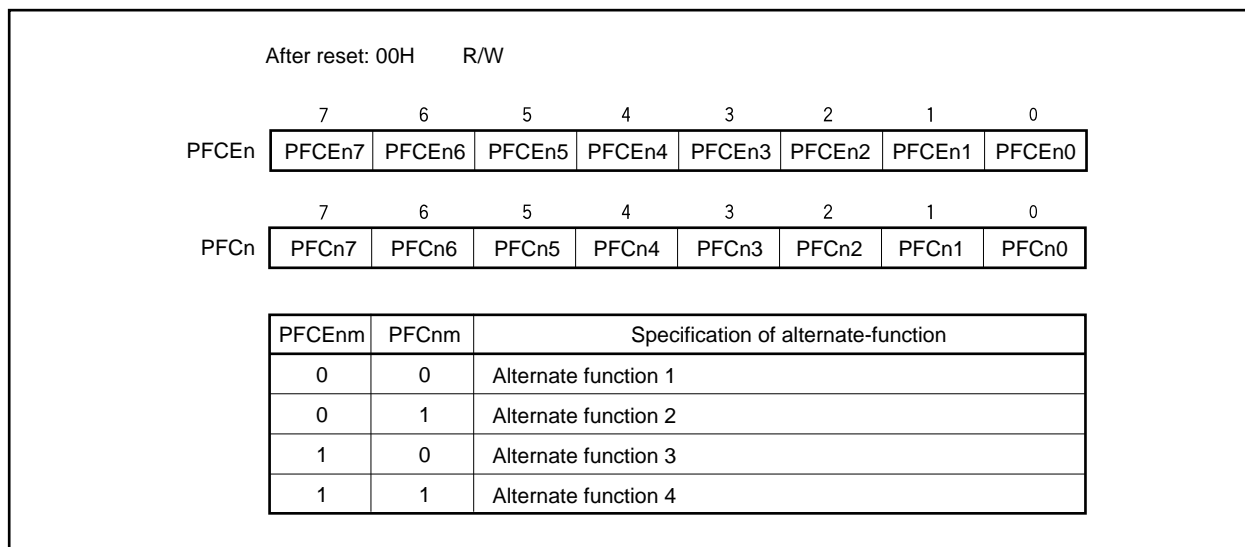 After reset: 00H R/W
7 6 5 4 3 2 1 0
PFCEn PFCEn7 PFCEn6 PFCEn5 PFCEn4 PFCEn3 PFCEn2 PFCEn1 PFCEn0
7 6 5 4 3 2 1 0
PFCn PFCn7 PFCn6 PFCn5 PFCn4 PFCn3 PFCn2 PFCn1 PFCn0
PFCEnm PFCnm Specification of alternate-function
0 0 Alternate function 1
0 1 Alternate function 2
1 0 Alternate function 3
1 1 Alternate function 4